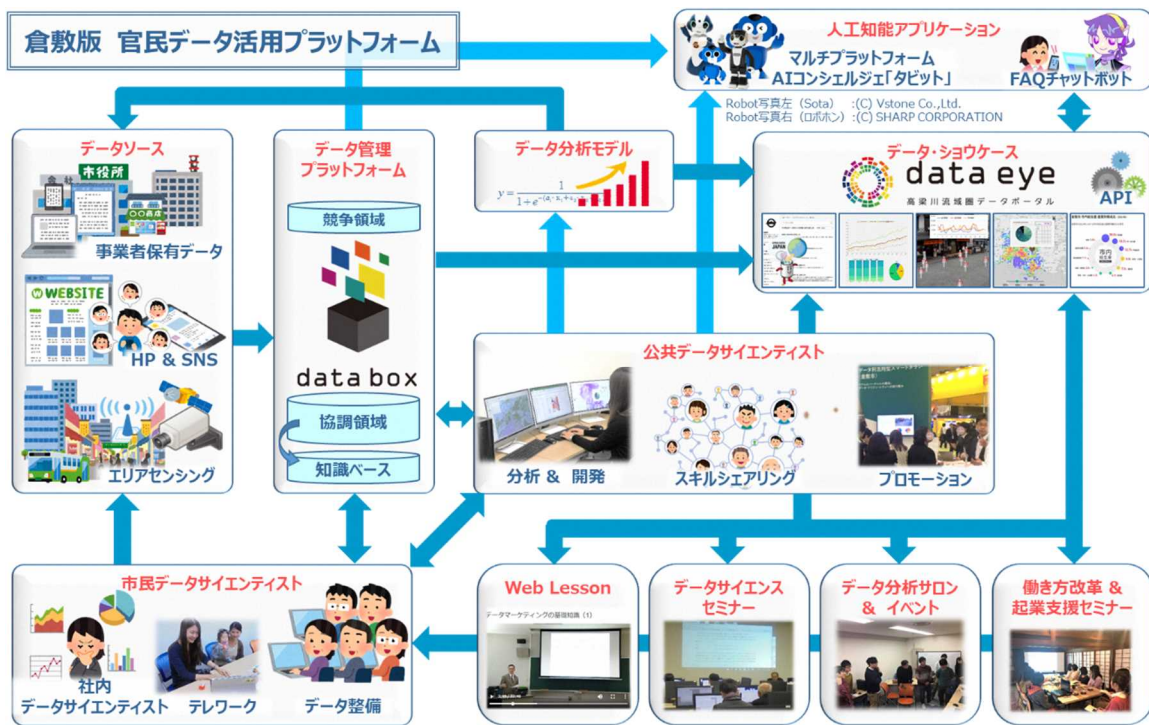 倉敷版 官民データ活用プラットフォーム
人工知能アプリケーション
マルチプラットフォーム
AIコンシェルジェ「タビット」
FAQチャットボット
Robot写真左（Sota） :(C) Vstone Co.,Ltd.
Robot写真右（ロボホン）:(C) SHARP CORPORATION
データソース
市役所
会社
〇〇商店
事業者保有データ
WEBSITE
HP & SNS
エリアセンシング
データ管理
プラットフォーム
競争領域
data box
協調領域
知識ベース
データ分析モデル
データ・ショウケース
data eye
高梁川流域圏データポータル
API
公共データサイエンティスト
分析 & 開発
スキルシェアリング
プロモーション
市民データサイエンティスト
社内
データサイエンティスト
テレワーク
データ整備
Web Lesson
データマーケティングの基礎知識（1）
データサイエンス
セミナー
データ分析サロン
& イベント
働き方改革 &
起業支援セミナー